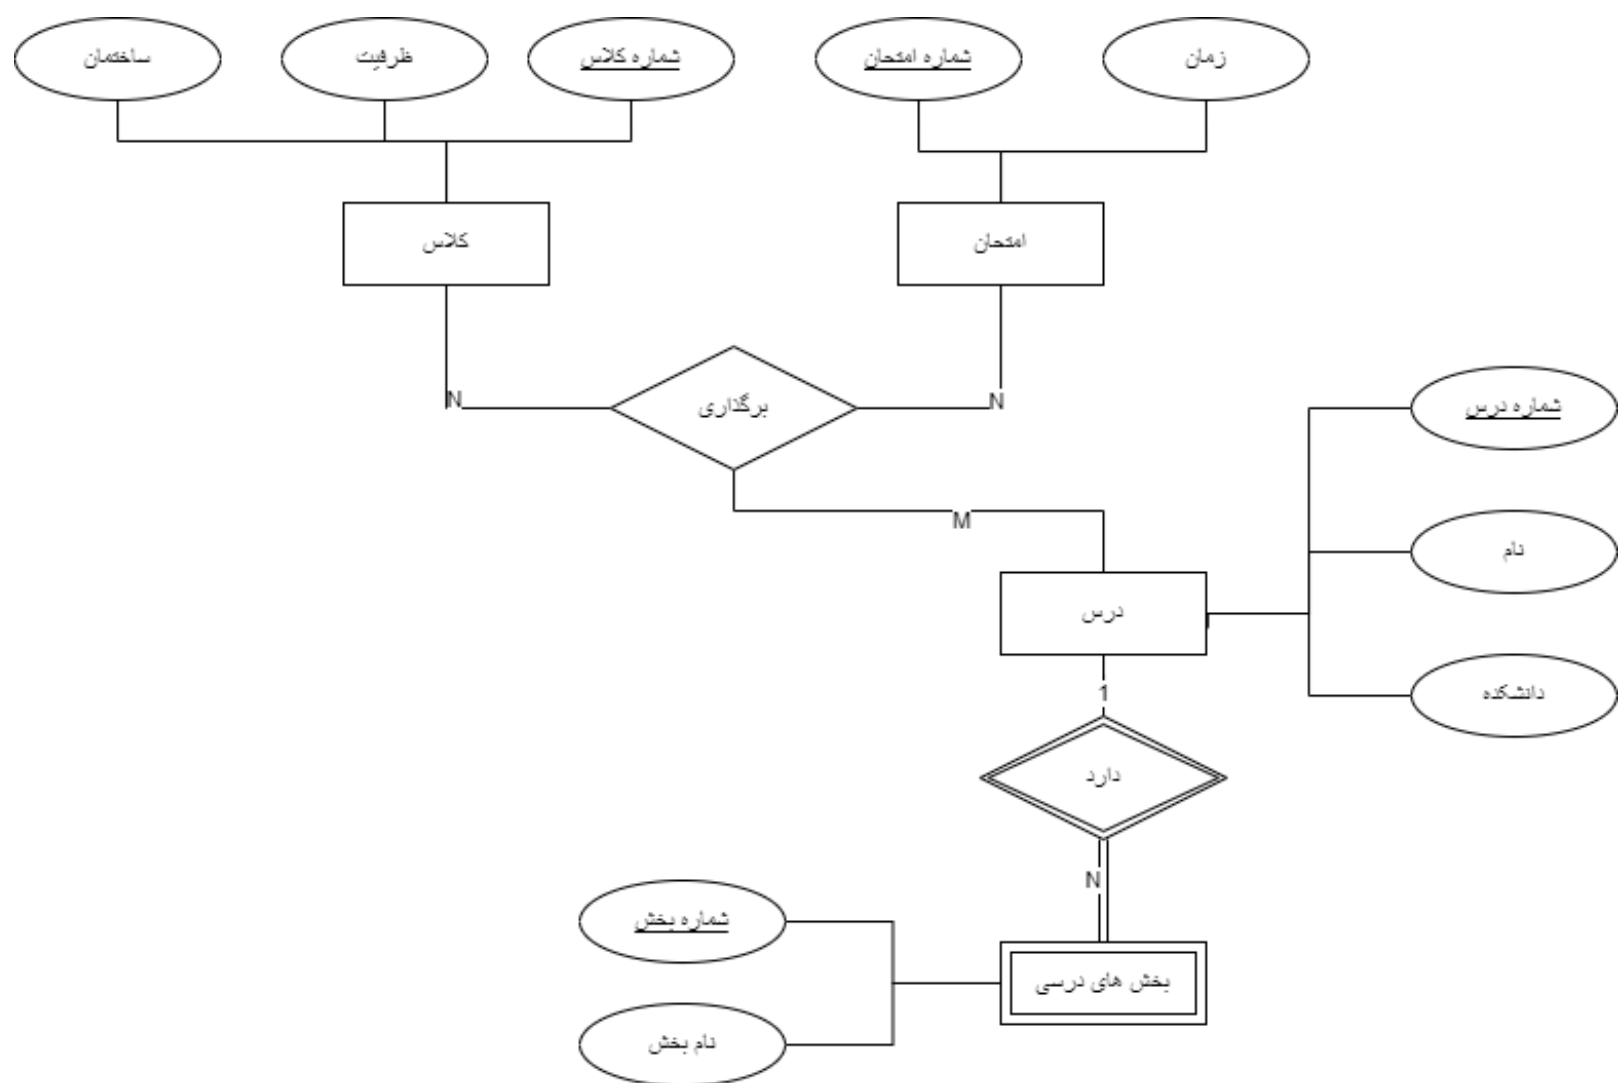 ساختمان
ظرفیت
شماره کلاس
شماره امتحان
زمان
کلاس
امتحان
N
برگذاری
N
شماره درس
M
نام
درس
دانشکده
1
دارد
N
شماره بخش
بخش های درسی
نام بخش